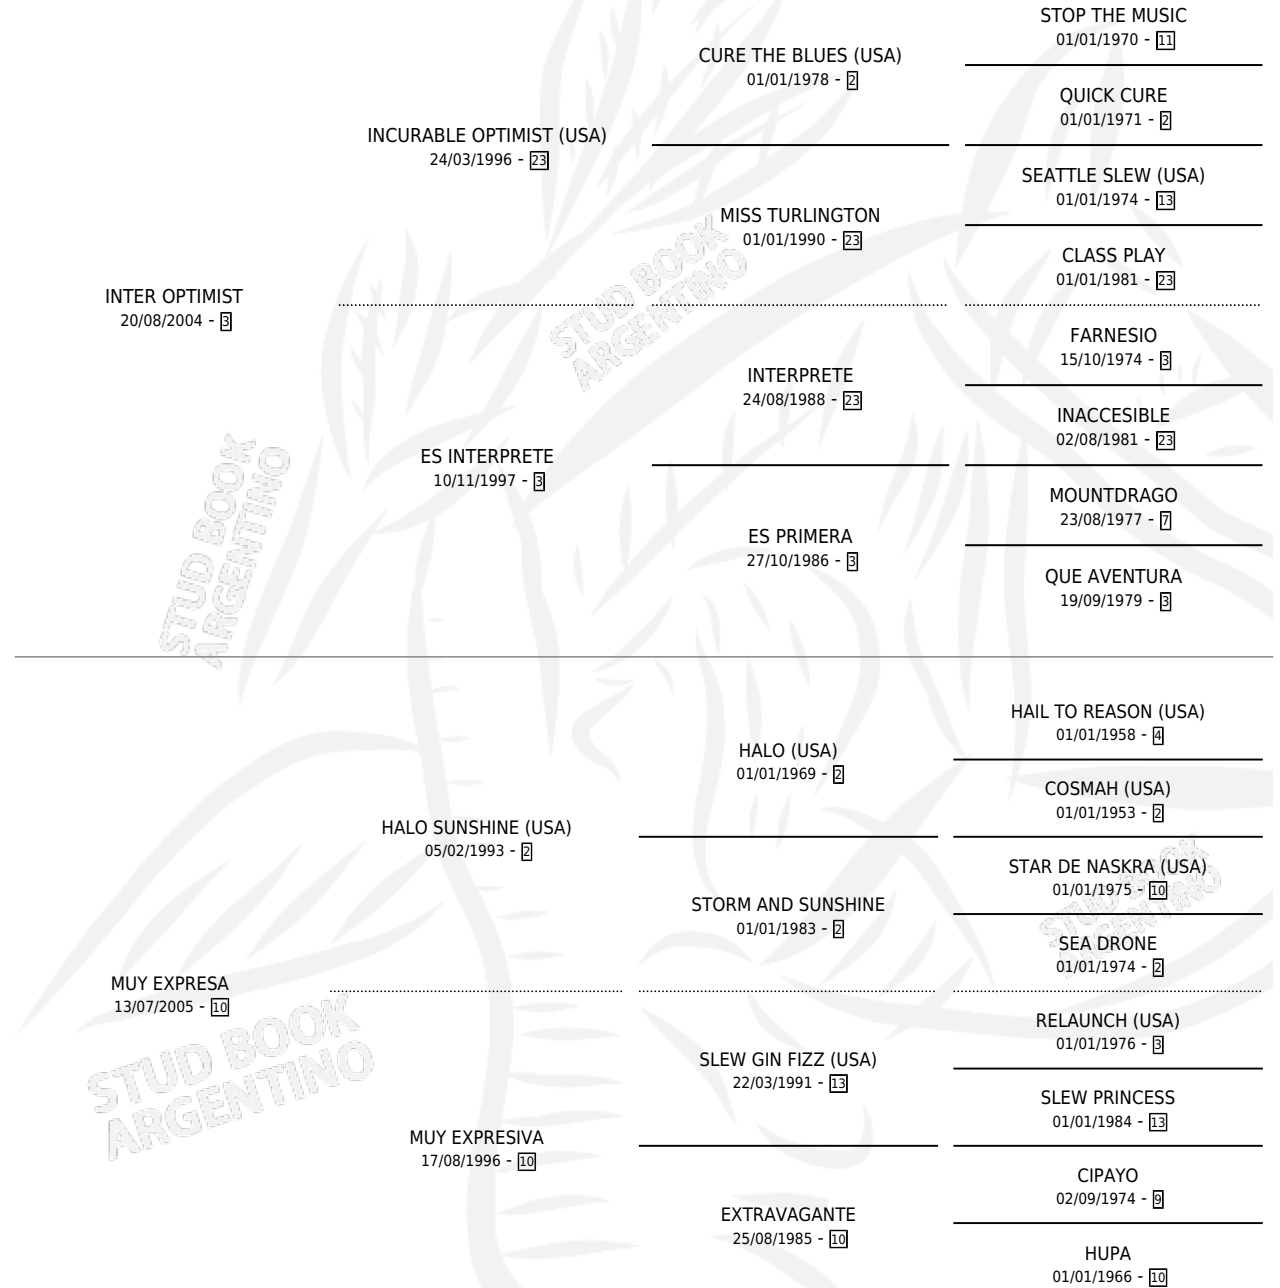 STOP THE MUSIC
01/01/1970 - 11
CURE THE BLUES (USA)
01/01/1978 - 2
QUICK CURE
01/01/1971 - 2
INCURABLE OPTIMIST (USA)
24/03/1996 - 23
SEATTLE SLEW (USA)
01/01/1974 - 13
MISS TURLINGTON
01/01/1990 - 23
CLASS PLAY
01/01/1981 - 23
STUD BOOK
ARGENTINO
INTER OPTIMIST
20/08/2004 - 3
FARNESIO
15/10/1974 - 3
INTERPRETE
24/08/1988 - 23
INACCESIBLE
02/08/1981 - 23
ES INTERPRETE
10/11/1997 - 3
MOUNTDRAGO
23/08/1977 - 7
ES PRIMERA
27/10/1986 - 3
QUE AVENTURA
19/09/1979 - 3
STUD BOOK
ARGENTINO
HAIL TO REASON (USA)
01/01/1958 - 4
HALO (USA)
01/01/1969 - 2
COSMAH (USA)
01/01/1953 - 2
HALO SUNSHINE (USA)
05/02/1993 - 2
STAR DE NASKRA (USA)
01/01/1975 - 10
STORM AND SUNSHINE
01/01/1983 - 2
STUD BOOK
ARGENTINO
SEA DRONE
01/01/1974 - 2
MUY EXPRESA
13/07/2005 - 10
RELAUNCH (USA)
01/01/1976 - 3
SLEW GIN FIZZ (USA)
22/03/1991 - 13
SLEW PRINCESS
01/01/1984 - 13
STUD BOOK
ARGENTINO
MUY EXPRESIVA
17/08/1996 - 10
CIPAYO
02/09/1974 - 9
EXTRAVAGANTE
25/08/1985 - 10
HUPA
01/01/1966 - 10